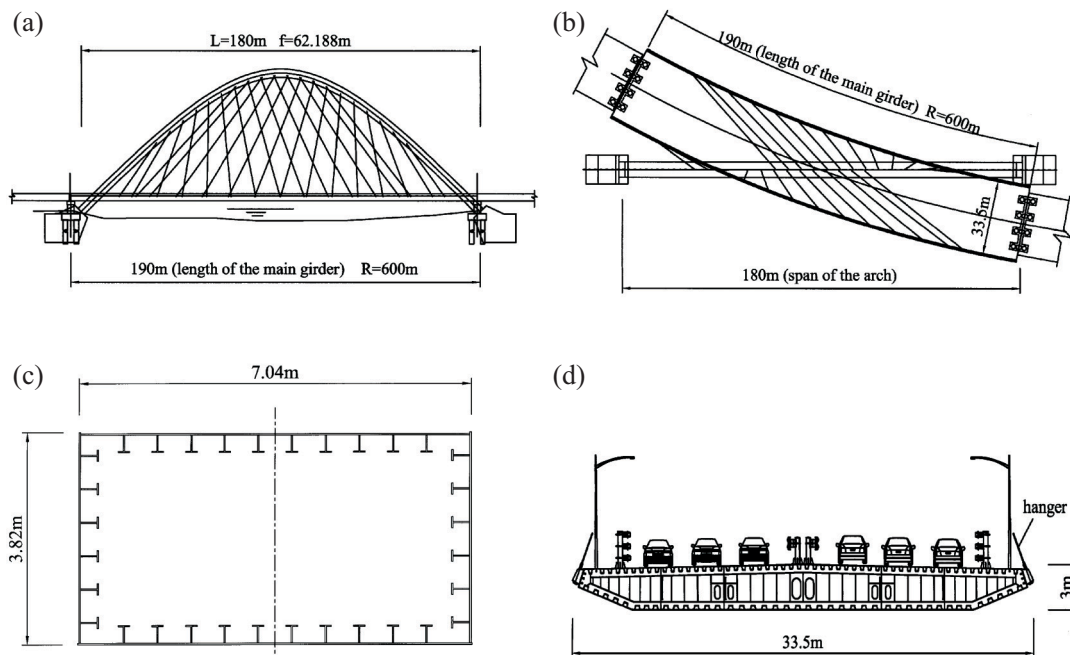 (a)
L=180m f=62.188m
190m (length of the main girder) R=600m
(b)
190m (length of the main girder) R=600m
33.5m
180m (span of the arch)
(c)
7.04m
3.82m
(d)
hanger
3m
33.5m